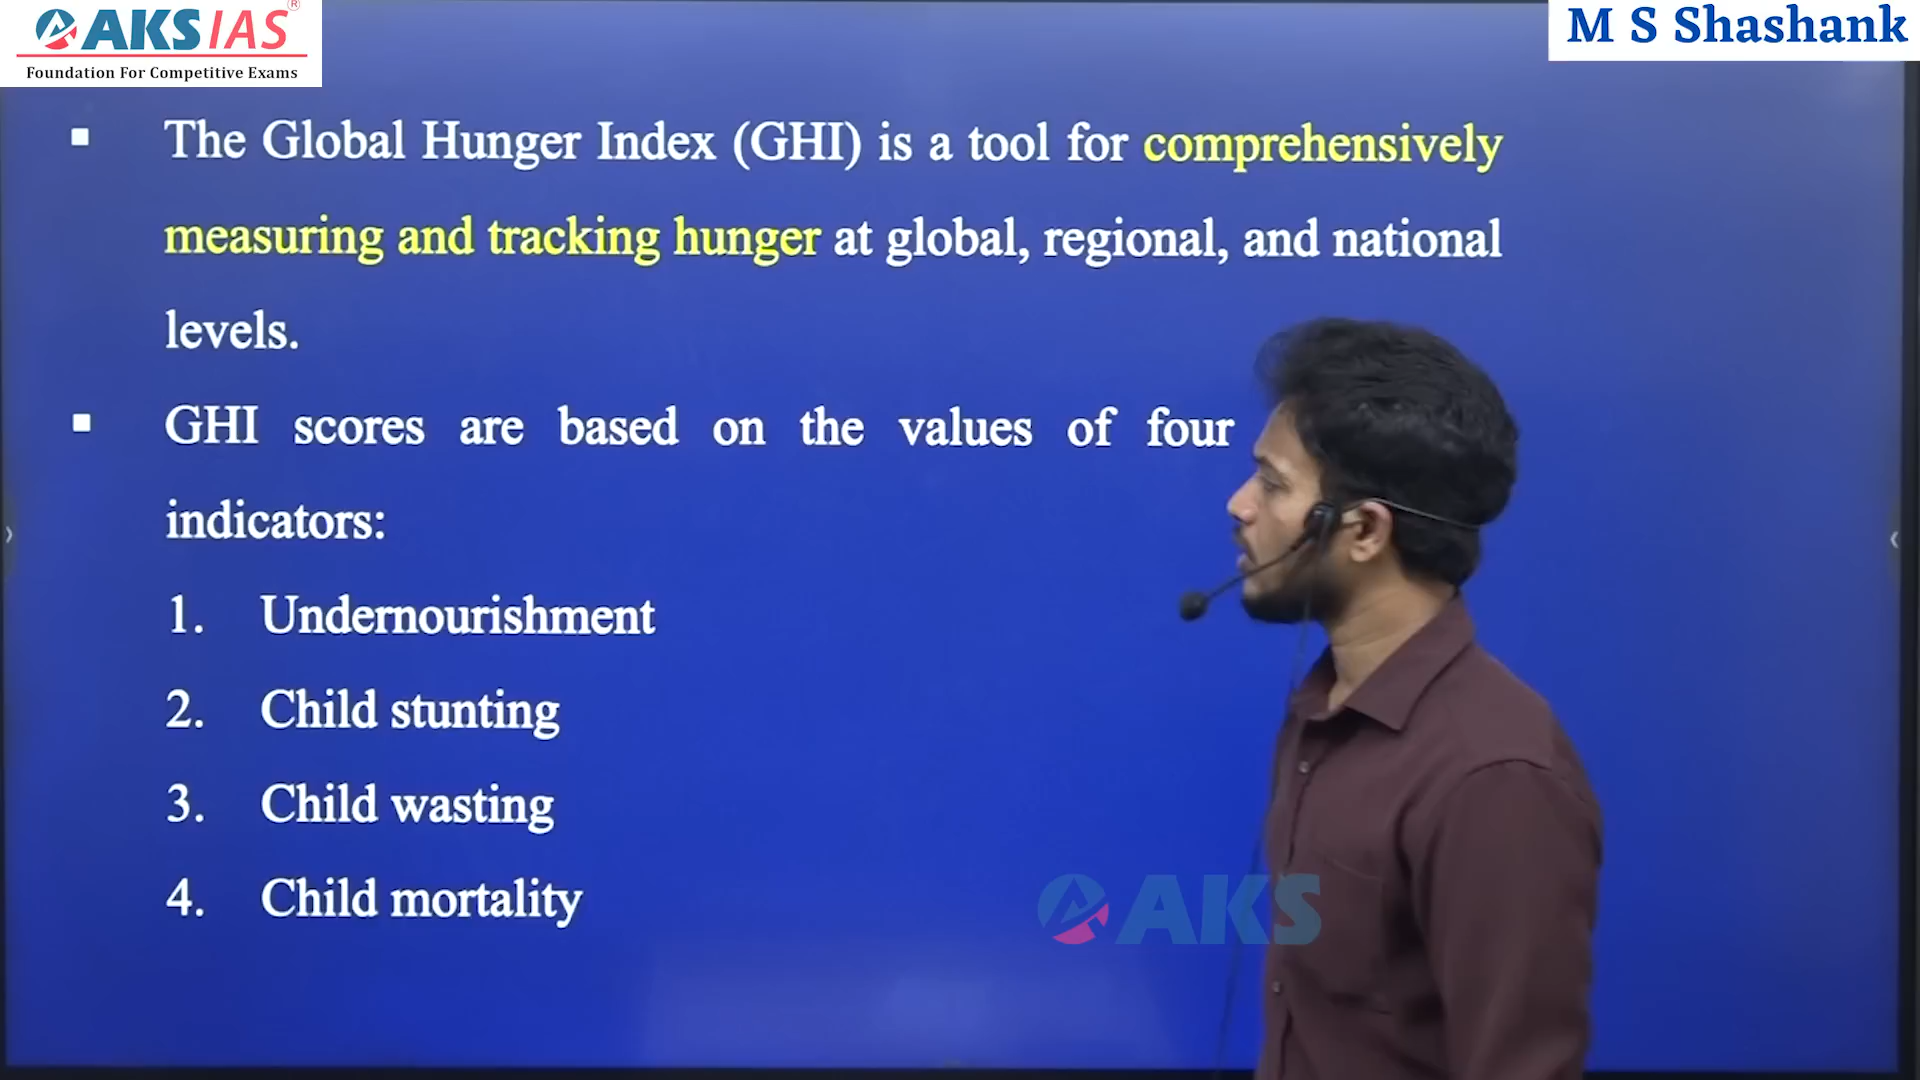 AKS IAS ®
Foundation For Competitive Exams
M S Shashank
▪ The Global Hunger Index (GHI) is a tool for comprehensively
measuring and tracking hunger at global, regional, and national
levels.
▪ GHI scores are based on the values of four
indicators:
1. Undernourishment
2. Child stunting
3. Child wasting
4. Child mortality
AKS